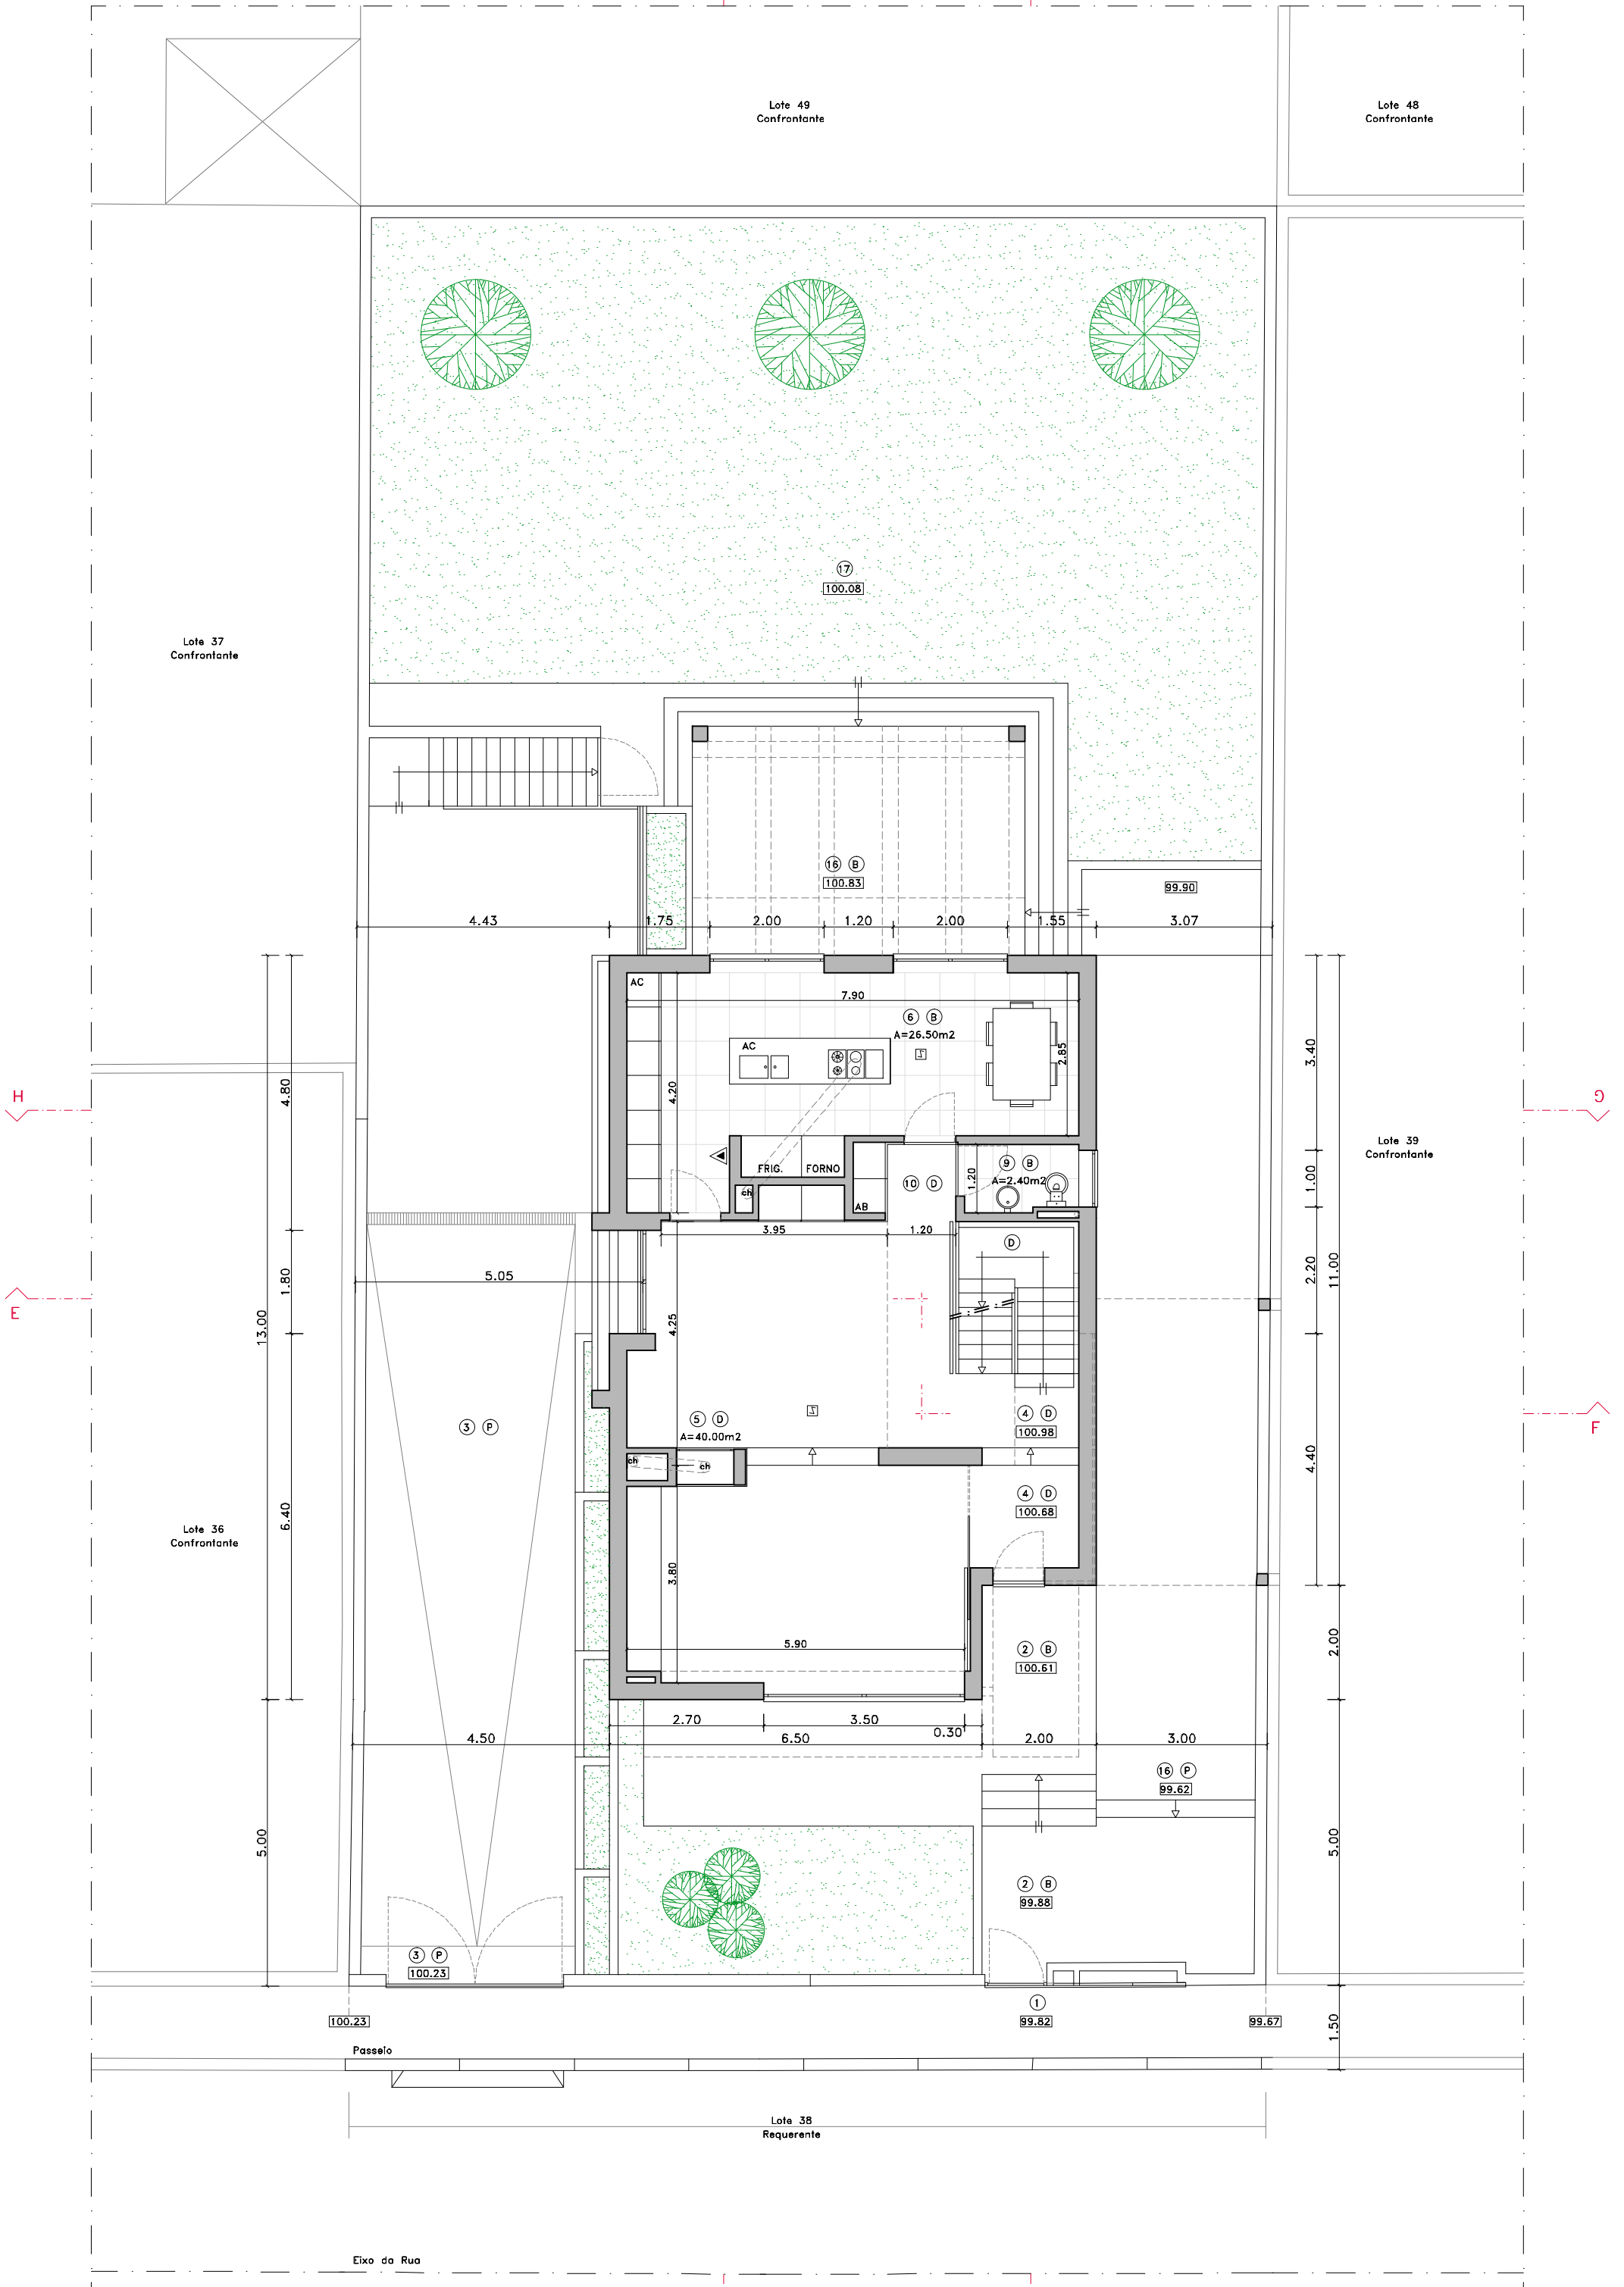 Lote 49
Confrontante
Lote 48
Confrontante
17
100.08
Lote 37
Confrontante
16 B
100.83
99.90
4.43
1.75
2.00
1.20
2.00
1.55
3.07
AC
7.90
6 B
A=26.50m2
AC
2.85
3.40
4.80
4.20
H
G
Lote 39
Confrontante
FRIG.
FORNO
9 B
A=2.40m2
1.20
1.00
10 D
ch
AB
3.95
1.20
D
5.05
1.80
2.20
11.00
E
13.00
4.25
5 D
A=40.00m2
4 D
100.98
3 P
F
4.40
ch
ch
4 D
100.68
Lote 36
Confrontante
6.40
3.80
5.90
2 B
100.61
2.00
2.70
3.50
0.30
4.50
6.50
2.00
3.00
16 P
99.62
5.00
5.00
2 B
99.88
3 P
100.23
1
100.23
99.82
99.67
1.50
Passeio
Lote 38
Requerente
Eixo da Rua